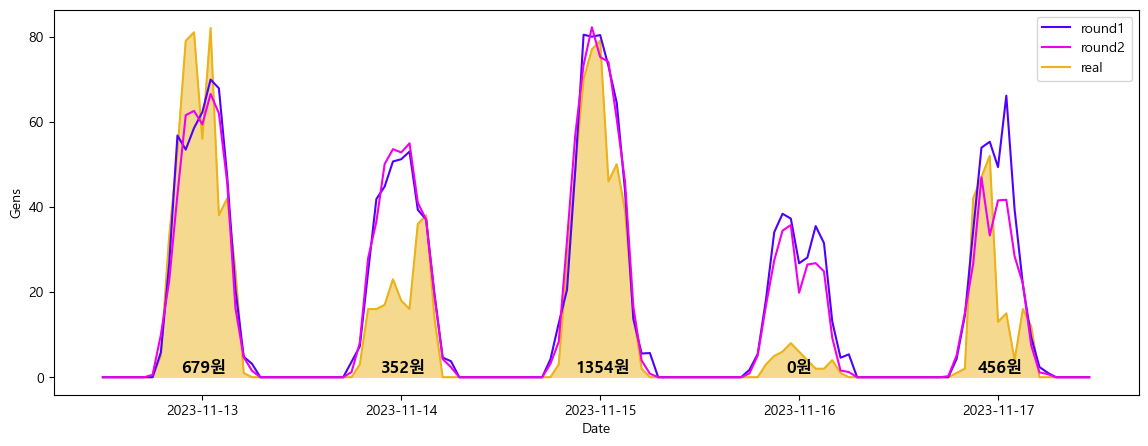 80
60
40
20
0
Gens
round1
round2
real
679원
352원
1354원
0원
456원
2023-11-13
2023-11-14
2023-11-15
2023-11-16
2023-11-17
Date